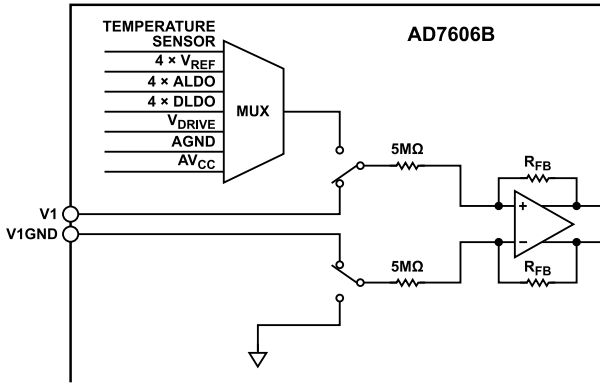 TEMPERATURE
SENSOR
4 × VREF
4 × ALDO
4 × DLDO
VDRIVE
AGND
AVCC
MUX
AD7606B
5MΩ
RFB
+
V1
V1GND
−
5MΩ
RFB